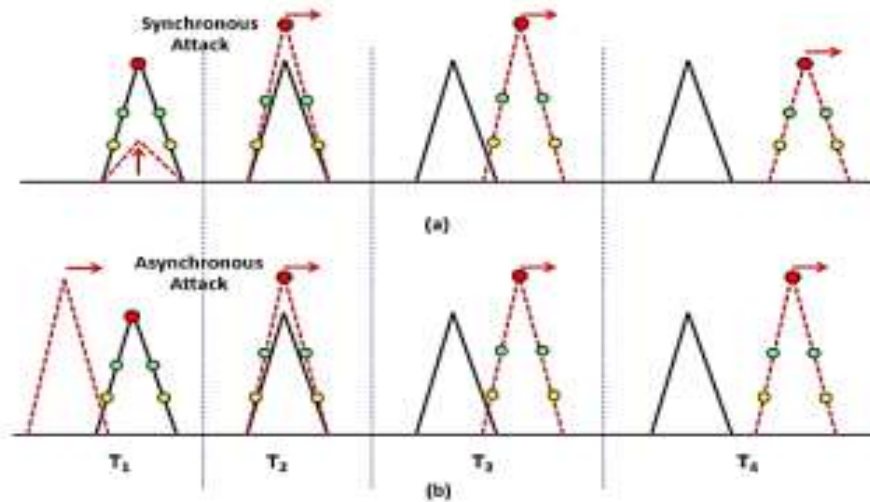 Synchronous
Attack
(a)
Asynchronous
Attack
T1
T2
T3
T4
(b)